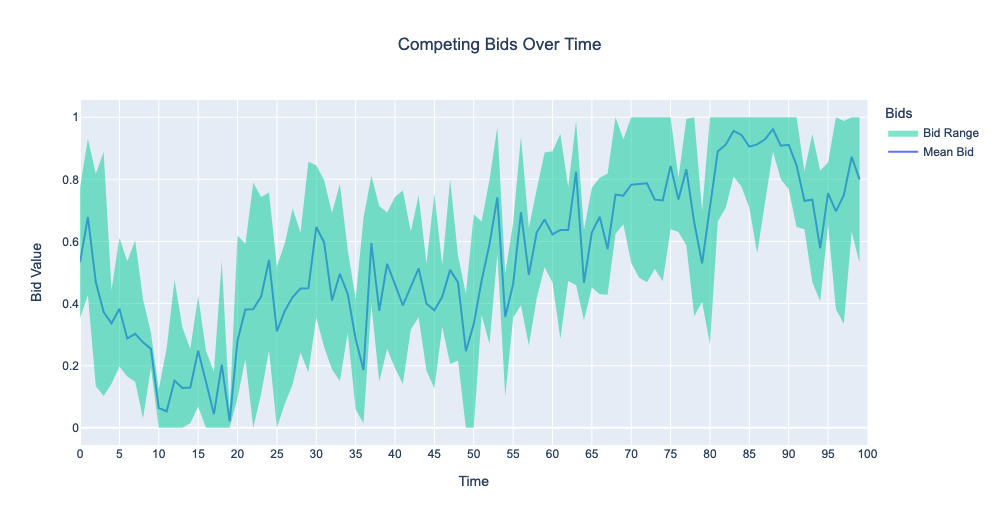 Competing Bids Over Time
Bids
Bid Range
Mean Bid
Bid Value
1
0.8
0.6
0.4
0.2
0
0 5 10 15 20 25 30 35 40 45 50 55 60 65 70 75 80 85 90 95 100
Time